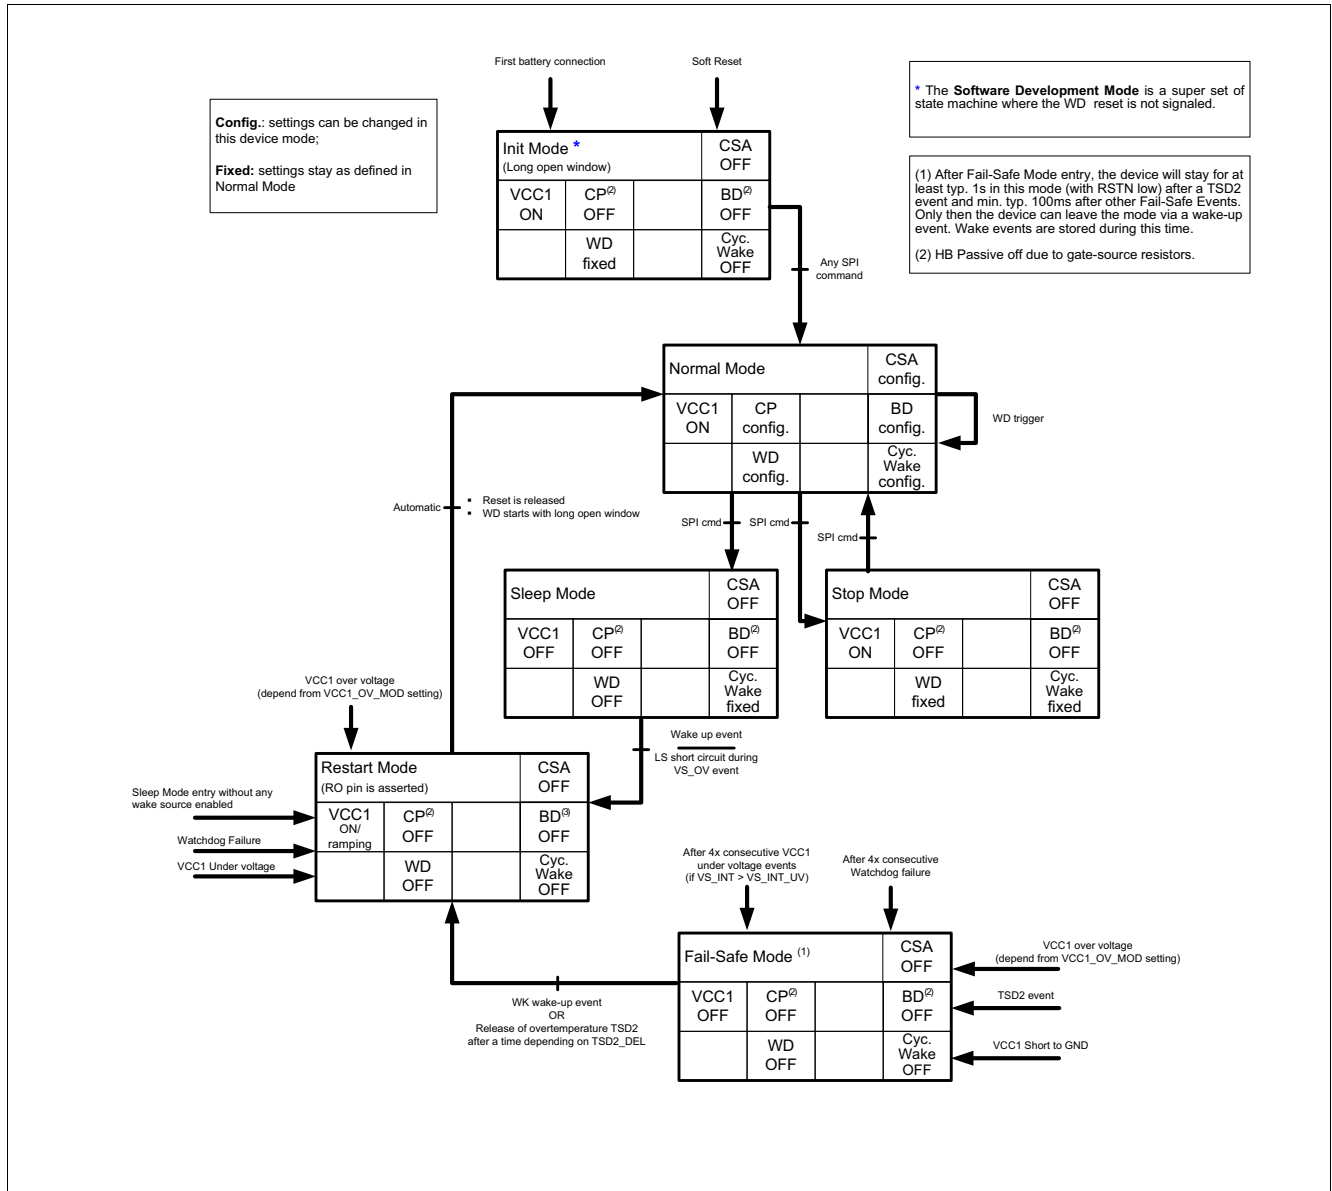 First battery connection
Soft Reset
Config.: settings can be changed in
this device mode;
Fixed: settings stay as defined in
Normal Mode
* The Software Development Mode is a super set of
state machine where the WD reset is not signaled.
(1) After Fail-Safe Mode entry, the device will stay for at
least typ. 1s in this mode (with RSTN low) after a TSD2
event and min. typ. 100ms after other Fail-Safe Events.
Only then the device can leave the mode via a wake-up
event. Wake events are stored during this time.
(2) HB Passive off due to gate-source resistors.
Init Mode *
(Long open window)
CSA
OFF
VCC1
ON
CP(2)
OFF
BD(2)
OFF
WD
fixed
Cyc.
Wake
OFF
Any SPI
command
Normal Mode
CSA
config.
VCC1
ON
CP
config.
BD
config.
WD
config.
Cyc.
Wake
config.
WD trigger
Automatic
▪ Reset is released
▪ WD starts with long open window
SPI cmd
SPI cmd
SPI cmd
Sleep Mode
CSA
OFF
VCC1
OFF
CP(2)
OFF
BD(2)
OFF
WD
OFF
Cyc.
Wake
fixed
Stop Mode
CSA
OFF
VCC1
ON
CP(2)
OFF
BD(2)
OFF
WD
fixed
Cyc.
Wake
fixed
VCC1 over voltage
(depend from VCC1_OV_MOD setting)
Wake up event
LS short circuit during
VS_OV event
Restart Mode
(RO pin is asserted)
CSA
OFF
VCC1
ON/
ramping
CP(2)
OFF
BD(3)
OFF
WD
OFF
Cyc.
Wake
OFF
Sleep Mode entry without any
wake source enabled
Watchdog Failure
VCC1 Under voltage
After 4x consecutive VCC1
under voltage events
(if VS_INT > VS_INT_UV)
After 4x consecutive
Watchdog failure
Fail-Safe Mode (1)
CSA
OFF
VCC1
OFF
CP(2)
OFF
BD(2)
OFF
WD
OFF
Cyc.
Wake
OFF
VCC1 over voltage
(depend from VCC1_OV_MOD setting)
TSD2 event
VCC1 Short to GND
WK wake-up event
OR
Release of overtemperature TSD2
after a time depending on TSD2_DEL